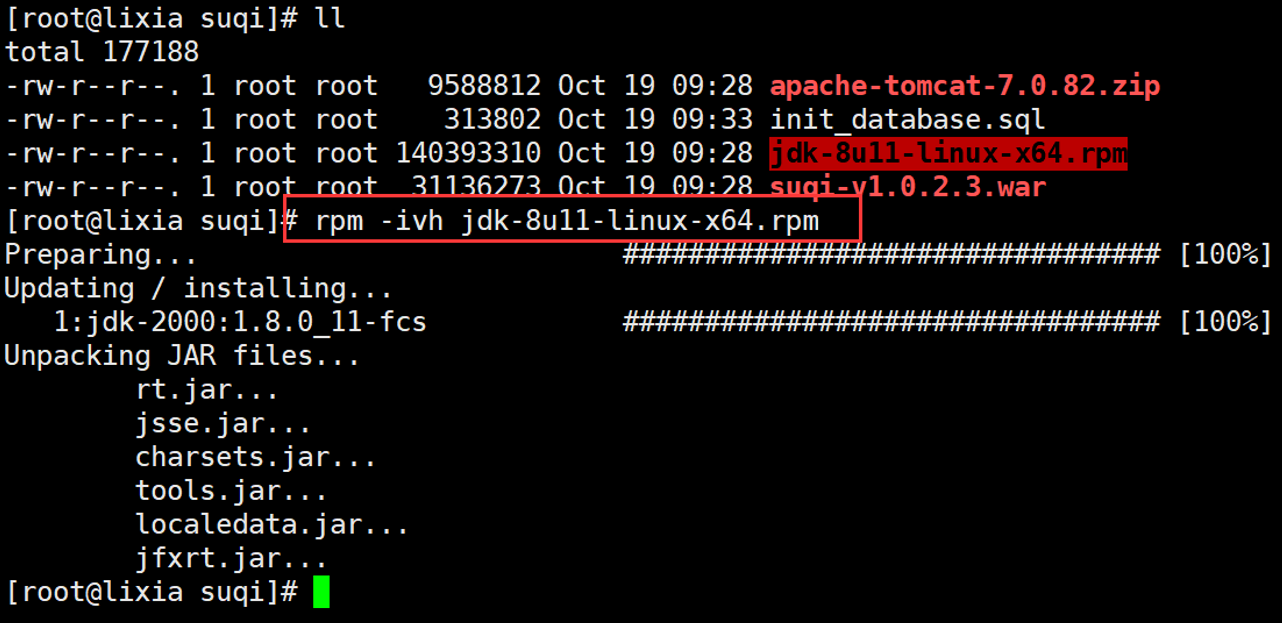 [root@lixia suqi]# ll
total 177188
-rw-r--r--. 1 root root   9588812 Oct 19 09:28 apache-tomcat-7.0.82.zip
-rw-r--r--. 1 root root    313802 Oct 19 09:33 init_database.sql
-rw-r--r--. 1 root root 140393310 Oct 19 09:28 jdk-8u11-linux-x64.rpm
-rw-r--r--. 1 root root  31136273 Oct 19 09:28 suqi-v1.0.2.3.war
[root@lixia suqi]# rpm -ivh jdk-8u11-linux-x64.rpm
Preparing...                          ################################# [100%]
Updating / installing...
   1:jdk-2000:1.8.0_11-fcs            ################################# [100%]
Unpacking JAR files...
        rt.jar...
        jsse.jar...
        charsets.jar...
        tools.jar...
        localedata.jar...
        jfxrt.jar...
[root@lixia suqi]#